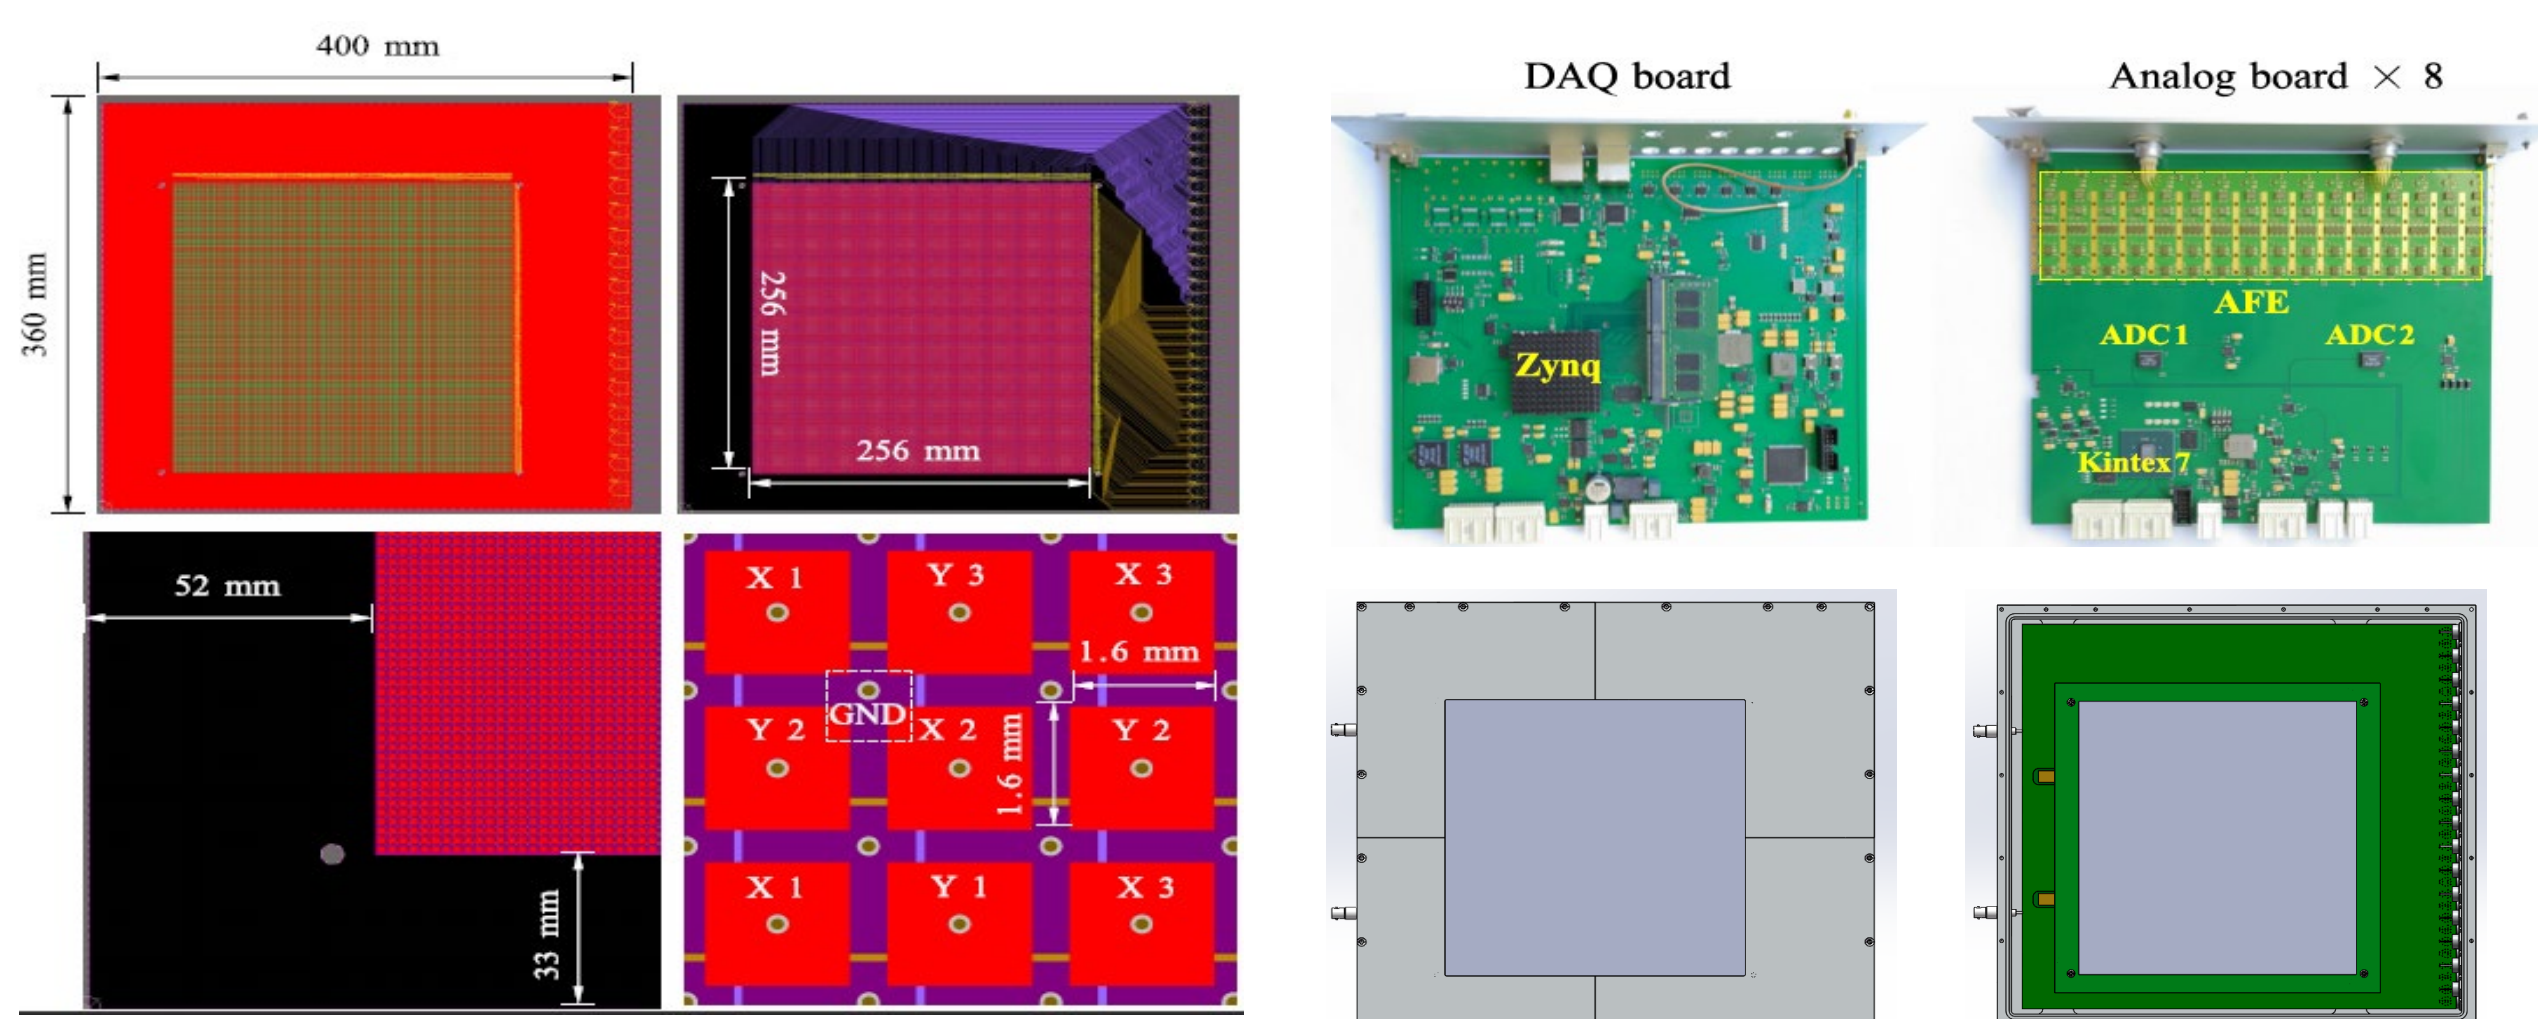 400 mm
360 mm
256 mm
256 mm
52 mm
33 mm
X 1
Y 3
X 3
1.6 mm
GND
Y 2
X 2
1.6 mm
Y 2
X 1
Y 1
X 3
DAQ board
Zynq
Analog board × 8
AFE
ADC1
ADC2
Kintex7